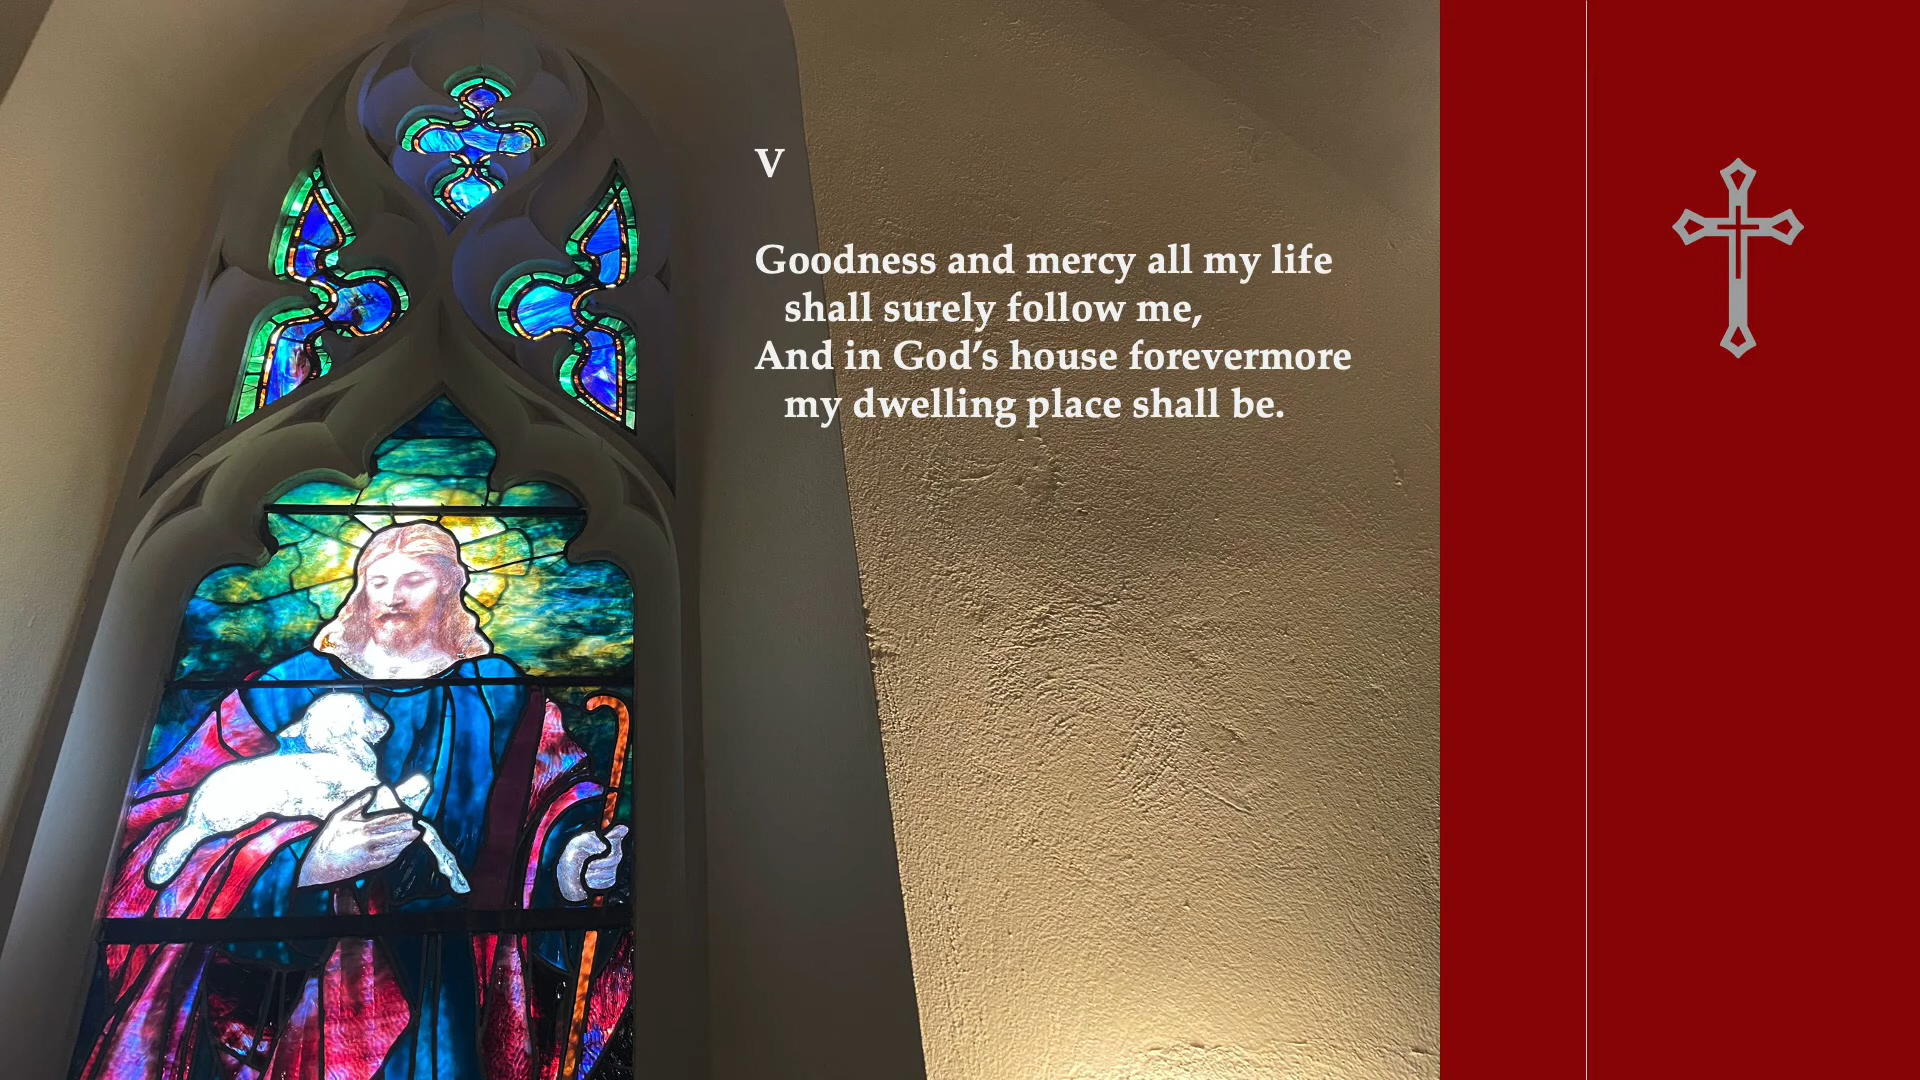 V
Goodness and mercy all my life
shall surely follow me,
And in God’s house forevermore
my dwelling place shall be.